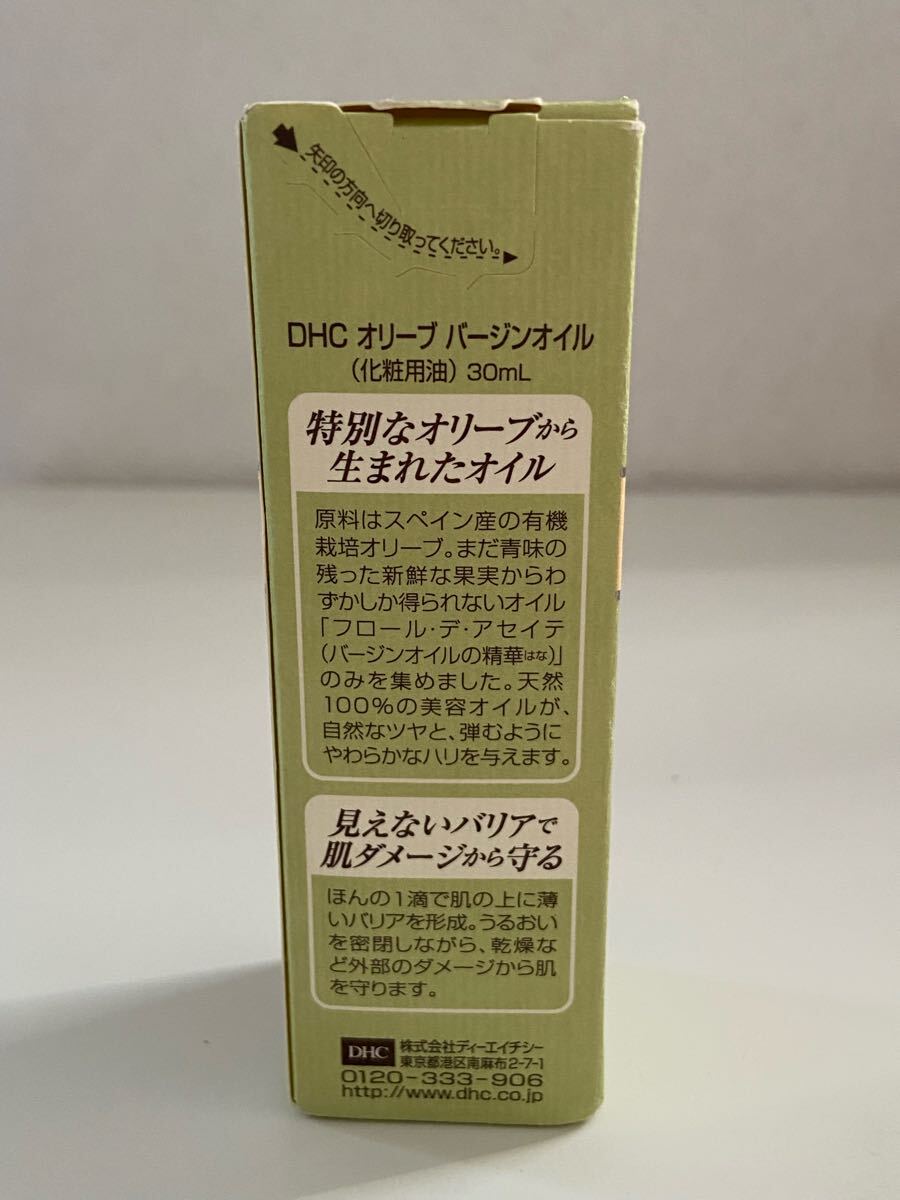 矢印の方向へ切り取ってください。
DHC オリーブ バージンオイル
（化粧用油） 30mL
特別なオリーブから
生まれたオイル
原料はスペイン産の有機
栽培オリーブ。まだ青味の
残った新鮮な果実からわ
ずかしか得られないオイル
「フロール・デ・アセイテ
（バージンオイルの精華はな）」
のみを集めました。天然
100%の美容オイルが、
自然なツヤと、弾むように
やわらかなハリを与えます。
見えないバリアで
肌ダメージから守る
ほんの1滴で肌の上に薄
いバリアを形成。うるおい
を密閉しながら、乾燥な
ど外部のダメージから肌
を守ります。
DHC 株式会社ディーエイチシー
東京都港区南麻布2-7-1
0120-333-906
http://www.dhc.co.jp